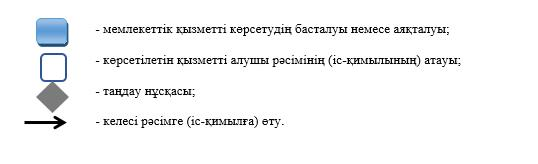 - мемлекеттік қызметті көрсетудің басталуы немесе аяқталуы;
- көрсетілетін қызметті алушы рәсімінің (іс-қимылының) атауы;
- таңдау нұсқасы;
- келесі рәсімге (іс-қимылға) өту.